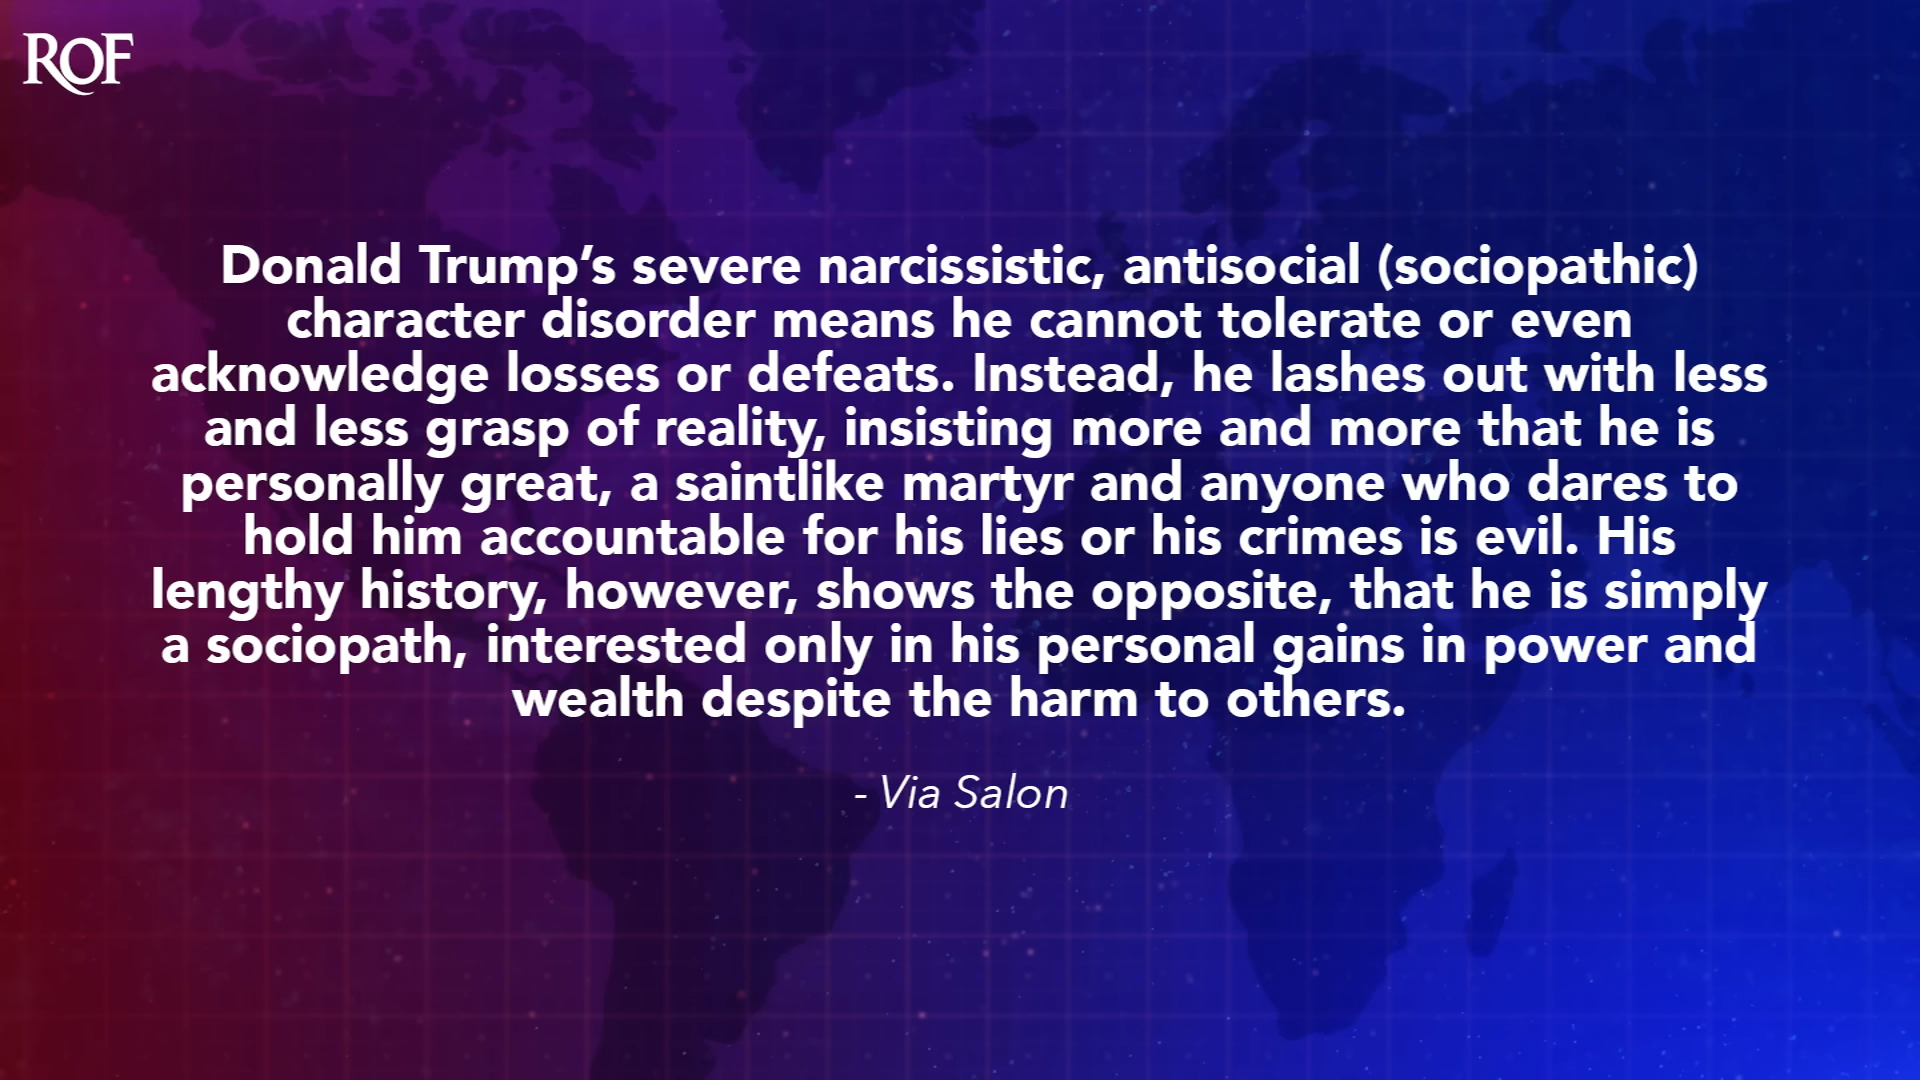 ROF
Donald Trump‘s severe narcissistic, antisocial (sociopathic)
character disorder means he cannot tolerate or even
acknowledge losses or defeats. Instead, he lashes out with less
and less grasp of reality, insisting more and more that he is
personally great, a saintlike martyr and anyone who dares to
hold him accountable for his lies or his crimes is evil. His
lengthy history, however, shows the opposite, that he is simply
a sociopath, interested only in his personal gains in power and
wealth despite the harm to others.
- Via Salon